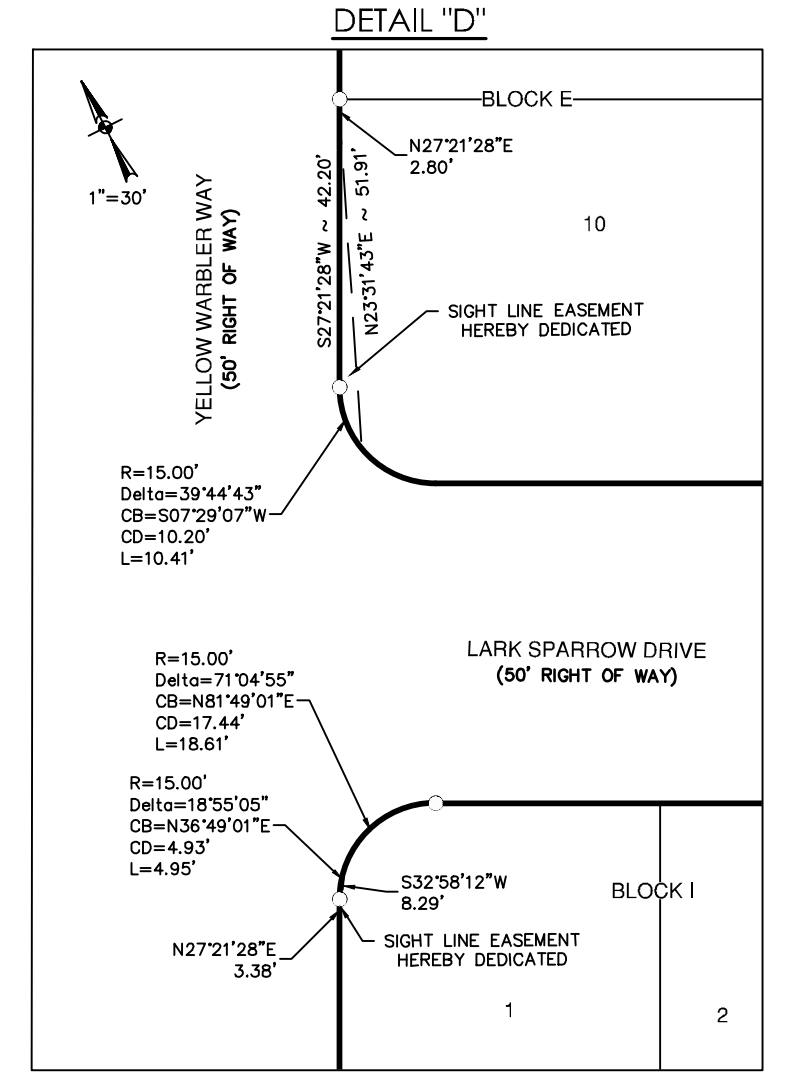 DETAIL "D"
BLOCK E
N27°21'28"E
2.80'
1"=30'
YELLOW WARBLER WAY
(50' RIGHT OF WAY)
S27°21'28"W ~ 42.20'
N23°31'43"E ~ 51.91'
10
SIGHT LINE EASEMENT
HEREBY DEDICATED
R=15.00'
Delta=39°44'43"
CB=S07°29'07"W
CD=10.20'
L=10.41'
LARK SPARROW DRIVE
(50' RIGHT OF WAY)
R=15.00'
Delta=71°04'55"
CB=N81°49'01"E
CD=17.44'
L=18.61'
R=15.00'
Delta=18°55'05"
CB=N36°49'01"E
CD=4.93'
L=4.95'
S32°58'12"W
8.29'
BLOCK I
N27°21'28"E
3.38'
SIGHT LINE EASEMENT
HEREBY DEDICATED
1
2